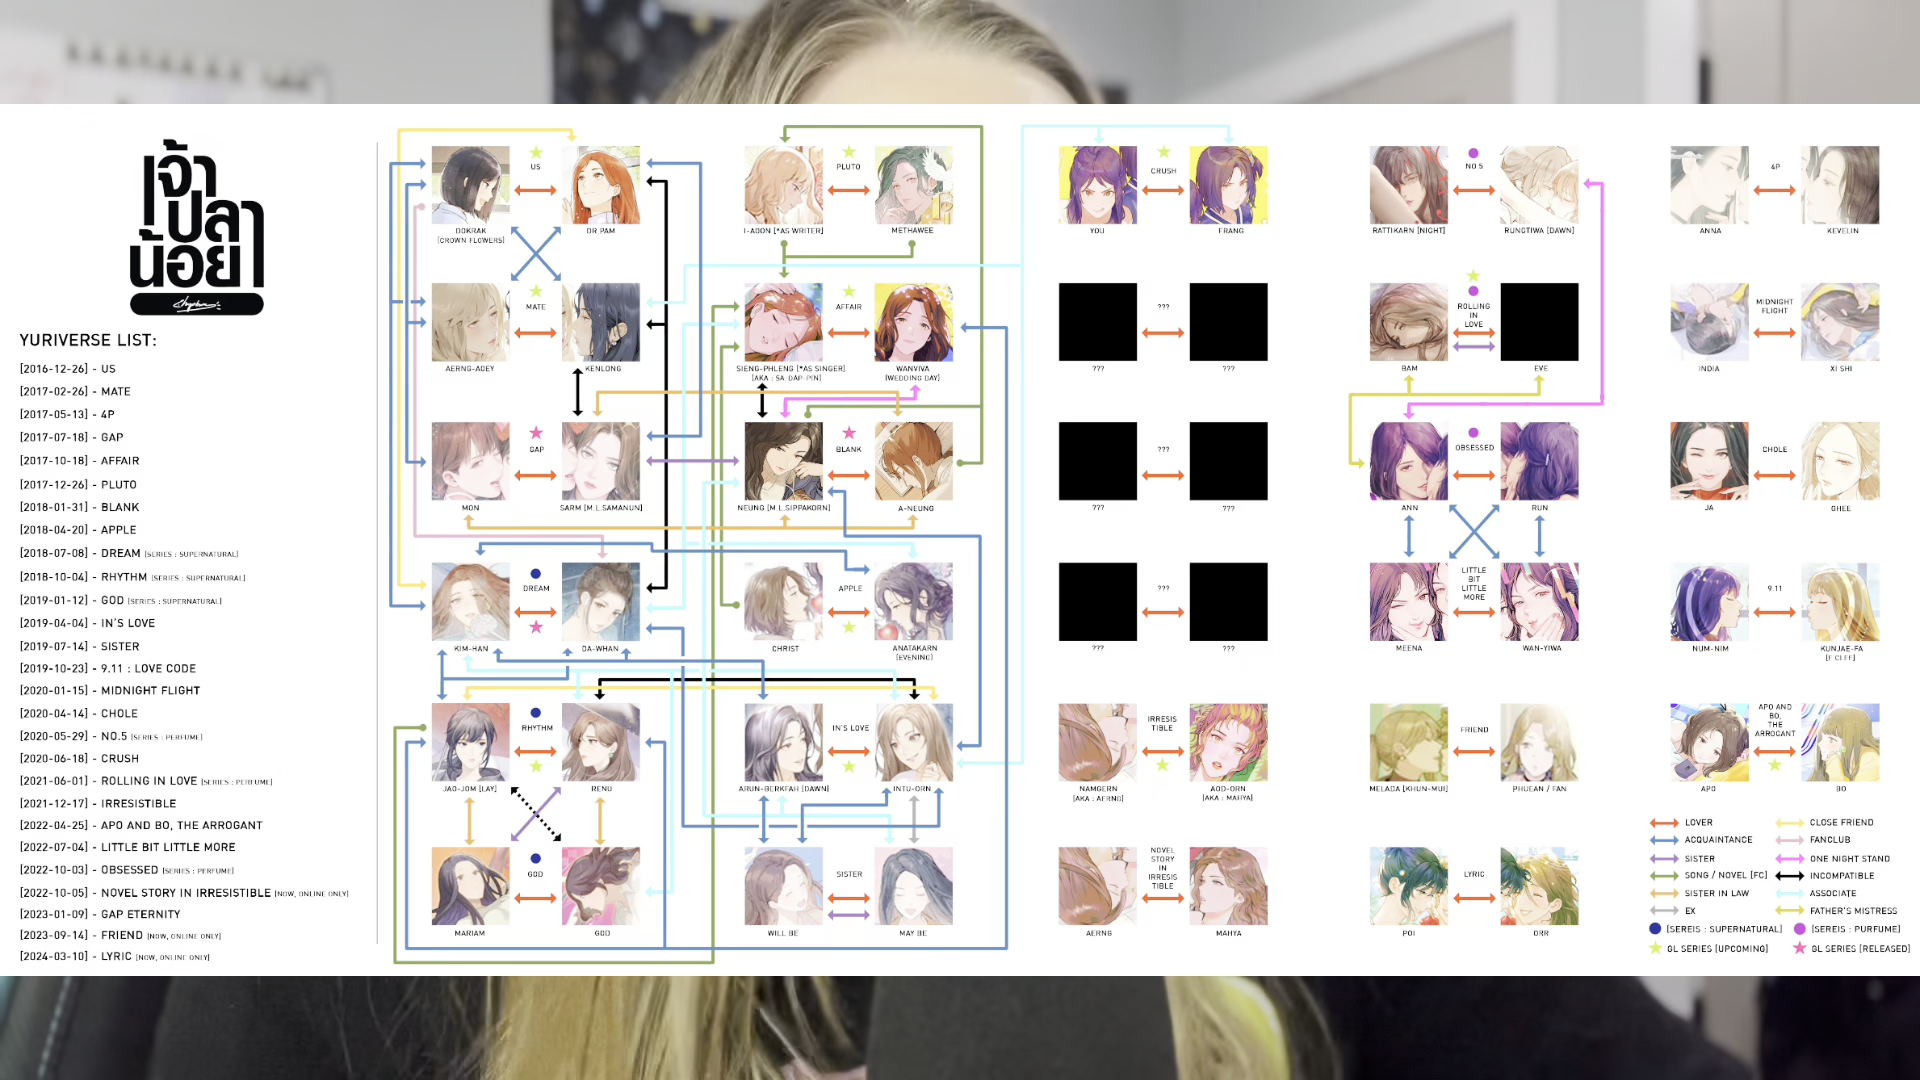 เจ้า
ปลา
น้อย
YURIVERSE LIST:
[2016-12-26] - US
[2017-02-26] - MATE
[2017-05-13] - 4P
[2017-07-18] - GAP
[2017-10-18] - AFFAIR
[2017-12-26] - PLUTO
[2018-01-31] - BLANK
[2018-04-20] - APPLE
[2018-07-08] - DREAM [SERIES : SUPERNATURAL]
[2018-10-04] - RHYTHM [SERIES : SUPERNATURAL]
[2019-01-12] - GOD [SERIES : SUPERNATURAL]
[2019-04-04] - IN'S LOVE
[2019-07-14] - SISTER
[2019-10-23] - 9.11 : LOVE CODE
[2020-01-15] - MIDNIGHT FLIGHT
[2020-04-14] - CHOLE
[2020-05-29] - NO.5 [SERIES : PERFUME]
[2020-06-18] - CRUSH
[2021-06-01] - ROLLING IN LOVE [SERIES : PERFUME]
[2021-12-17] - IRRESISTIBLE
[2022-04-25] - APO AND BO, THE ARROGANT
[2022-07-04] - LITTLE BIT LITTLE MORE
[2022-10-03] - OBSESSED [SERIES : PERFUME]
[2022-10-05] - NOVEL STORY IN IRRESISTIBLE [NOW, ONLINE ONLY]
[2023-01-09] - GAP ETERNITY
[2023-09-14] - FRIEND [NOW, ONLINE ONLY]
[2024-03-10] - LYRIC [NOW, ONLINE ONLY]
US
DOKRAK
[CROWN FLOWERS]
DR.PAM
MATE
AERNG-AOEY
KENLONG
GAP
MON
SARM [M.L.SAMANUN]
DREAM
KIM-HAN
DA-WHAN
RHYTHM
JAO-JOM [LAY]
RENU
GOD
MARIAM
GOD
PLUTO
I-AOON [*AS WRITER]
METHAWEE
AFFAIR
SIENG-PHLENG [*AS SINGER]
[AKA : SA-DAP-PIN]
WANVIVA
[WEDDING DAY]
BLANK
NEUNG [M.L.SIPPAKORN]
A-NEUNG
APPLE
CHRIST
ANATAKARN
[EVENING]
IN'S LOVE
ARUN-BERKFAH [DAWN]
INTU-ORN
SISTER
WILL BE
MAY BE
CRUSH
YOU
FRANG
???
???
???
???
???
???
???
???
???
IRRESIS
TIBLE
NAMGERN
[AKA : AERNG]
AOD-ORN
[AKA : MAHYA]
NOVEL
STORY
IN
IRRESIS
TIBLE
AERNG
MAHYA
NO.5
RATTIKARN [NIGHT]
RUNGTIWA [DAWN]
ROLLING
IN
LOVE
BAM
EVE
OBSESSED
ANN
RUN
LITTLE
BIT
LITTLE
MORE
MEENA
WAN-YIWA
FRIEND
MELADA [KHUN-MUI]
PHUEAN / FAN
LYRIC
POI
ORR
4P
ANNA
KEVELIN
MIDNIGHT
FLIGHT
INDIA
XI SHI
CHOLE
JA
GHEE
9.11
NUM-NIM
KUNJAE-FA
[F CLEF]
APO AND
BO,
THE
ARROGANT
APO
BO
LOVER
ACQUAINTANCE
SISTER
SONG / NOVEL [FC]
SISTER IN LAW
EX
[SEREIS : SUPERNATURAL]
GL SERIES [UPCOMING]
CLOSE FRIEND
FANCLUB
ONE NIGHT STAND
INCOMPATIBLE
ASSOCIATE
FATHER'S MISTRESS
[SEREIS : PURFUME]
GL SERIES [RELEASED]